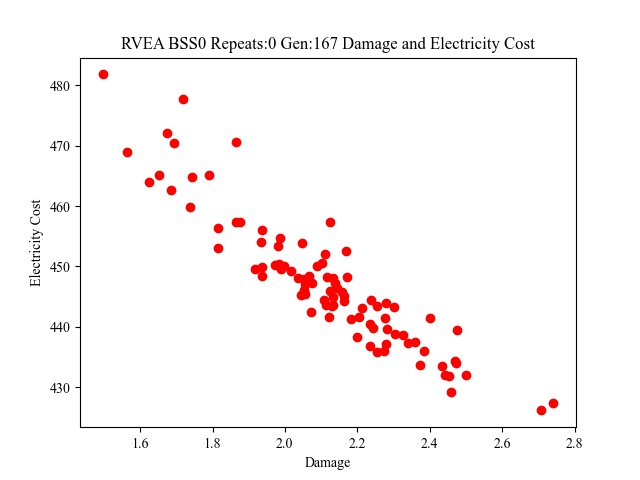 RVEA BSS0 Repeats:0 Gen:167 Damage and Electricity Cost
480
470
460
450
440
430
Electricity Cost
1.6 1.8 2.0 2.2 2.4 2.6 2.8
Damage